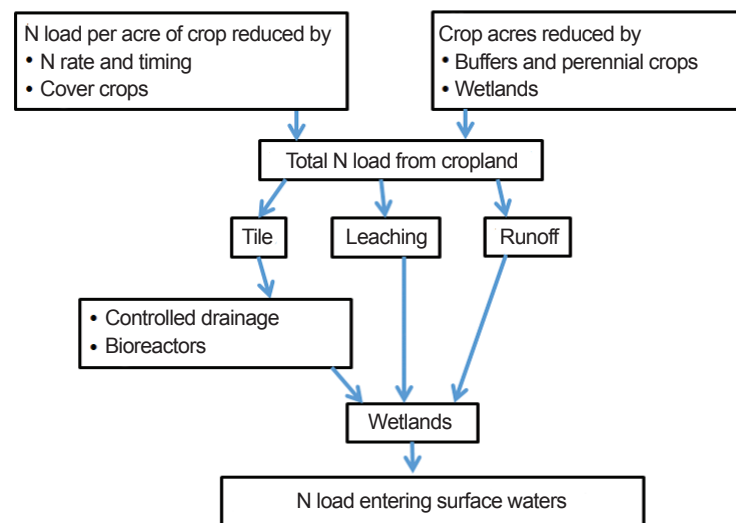 N load per acre of crop reduced by
• N rate and timing
• Cover crops
Crop acres reduced by
• Buffers and perennial crops
• Wetlands
Total N load from cropland
Tile
Leaching
Runoff
• Controlled drainage
• Bioreactors
Wetlands
N load entering surface waters